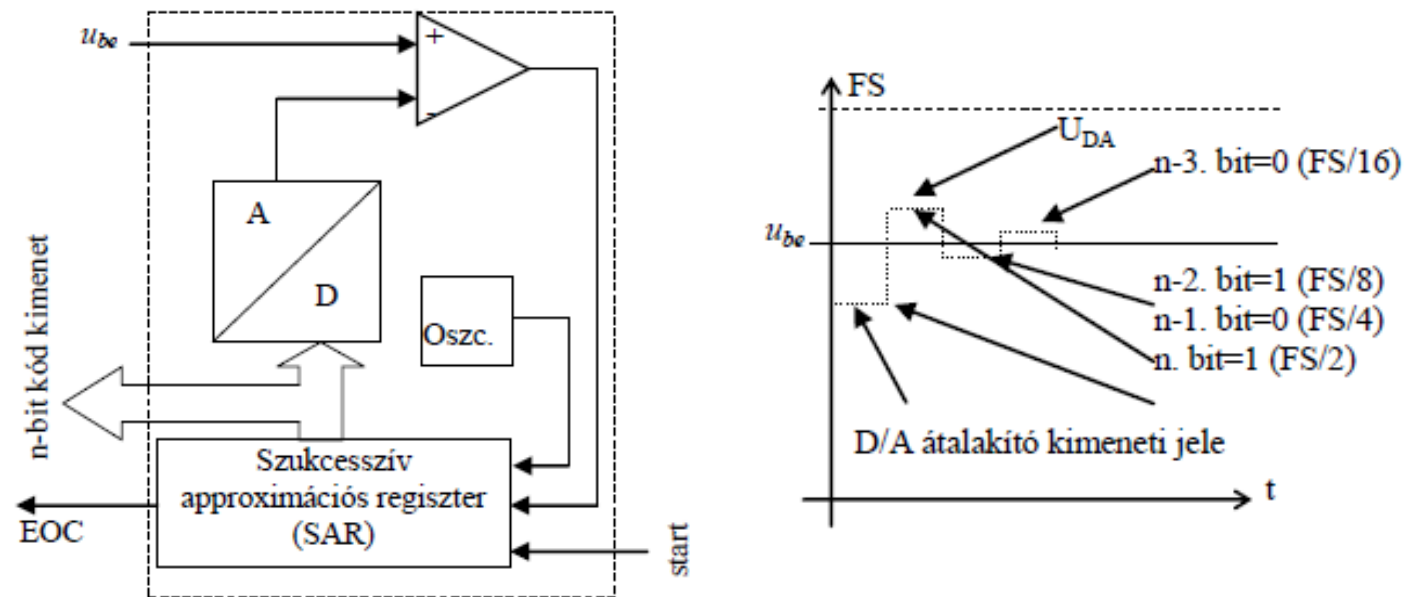 u_be
+
-
A
D
Oszc.
n-bit kód kimenet
Szukcesszív
approximációs regiszter
(SAR)
EOC
start
FS
U_DA
n-3. bit=0 (FS/16)
u_be
n-2. bit=1 (FS/8)
n-1. bit=0 (FS/4)
n. bit=1 (FS/2)
D/A átalakító kimeneti jele
t